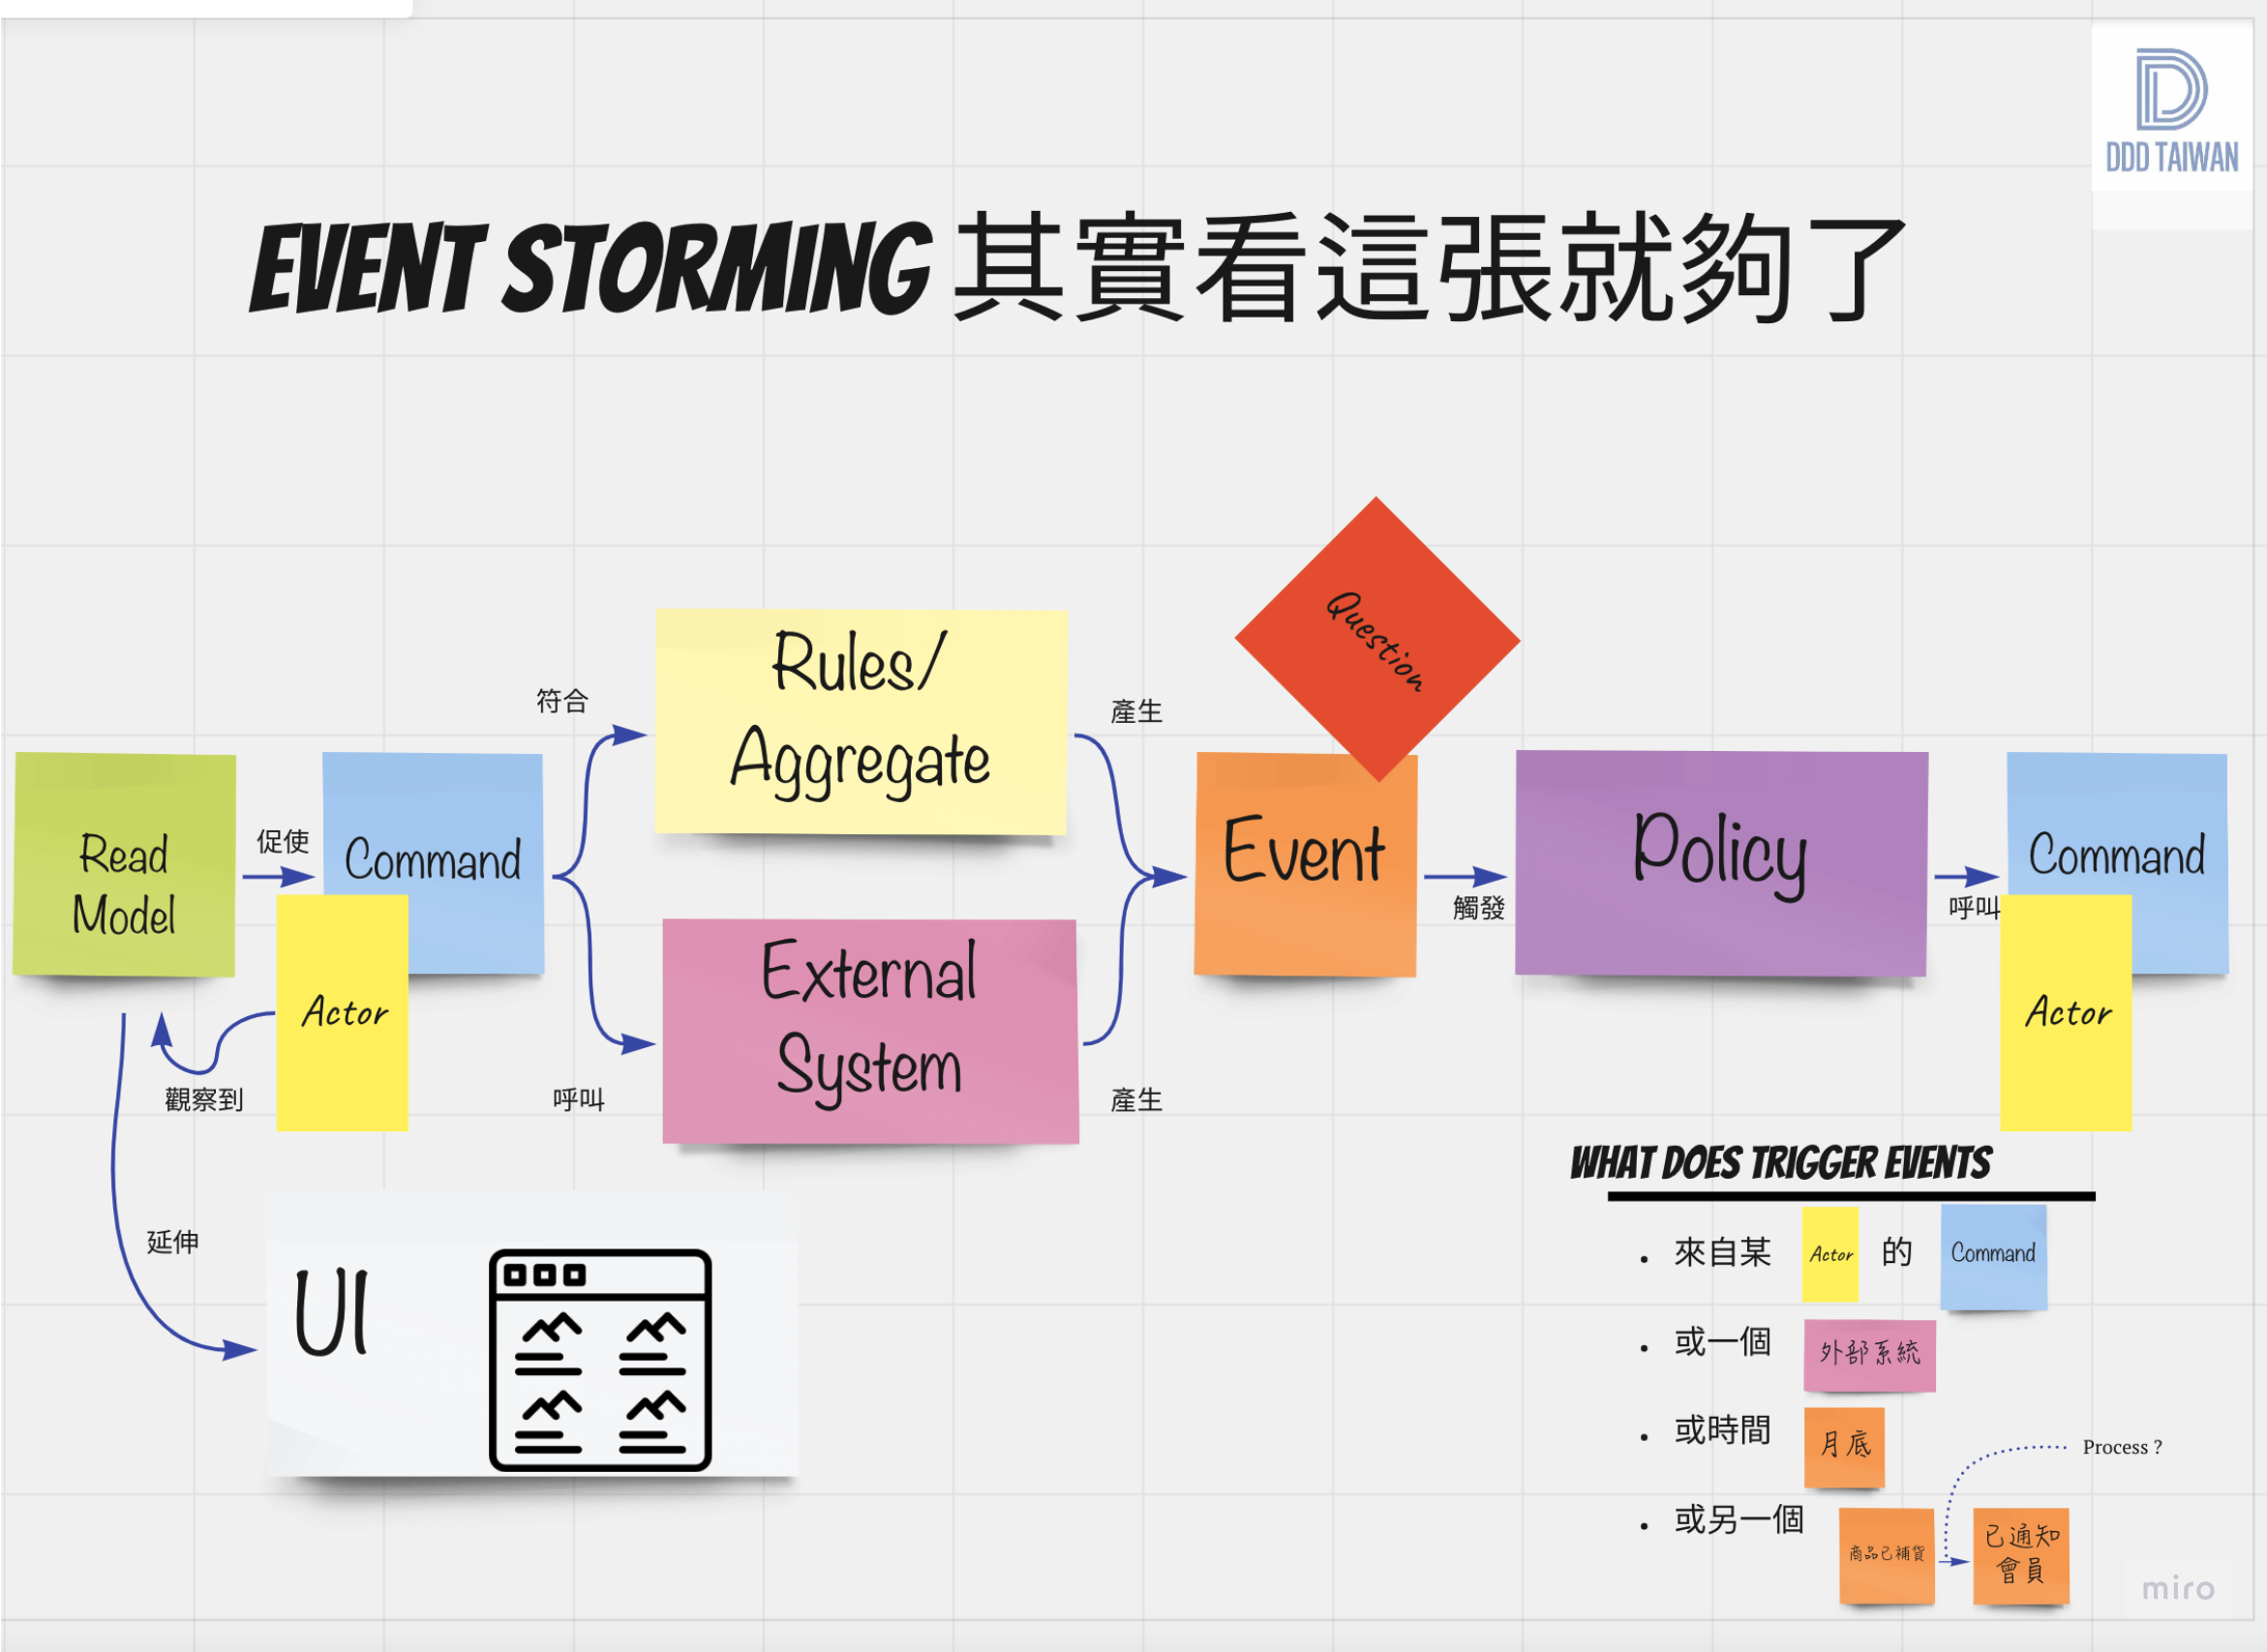 DDD TAIWAN
EVENT STORMING 其實看這張就夠了
Question
Rules/
Aggregate
符合
產生
Read
Model
促使
Command
Actor
觀察到
External
System
呼叫
產生
Event
觸發
Policy
呼叫
Command
Actor
延伸
UI
WHAT DOES TRIGGER EVENTS
• 來自某 Actor 的 Command
• 或一個 外部系統
• 或時間 月底
Process ?
• 或另一個 商品已補貨 已通知
會員
miro